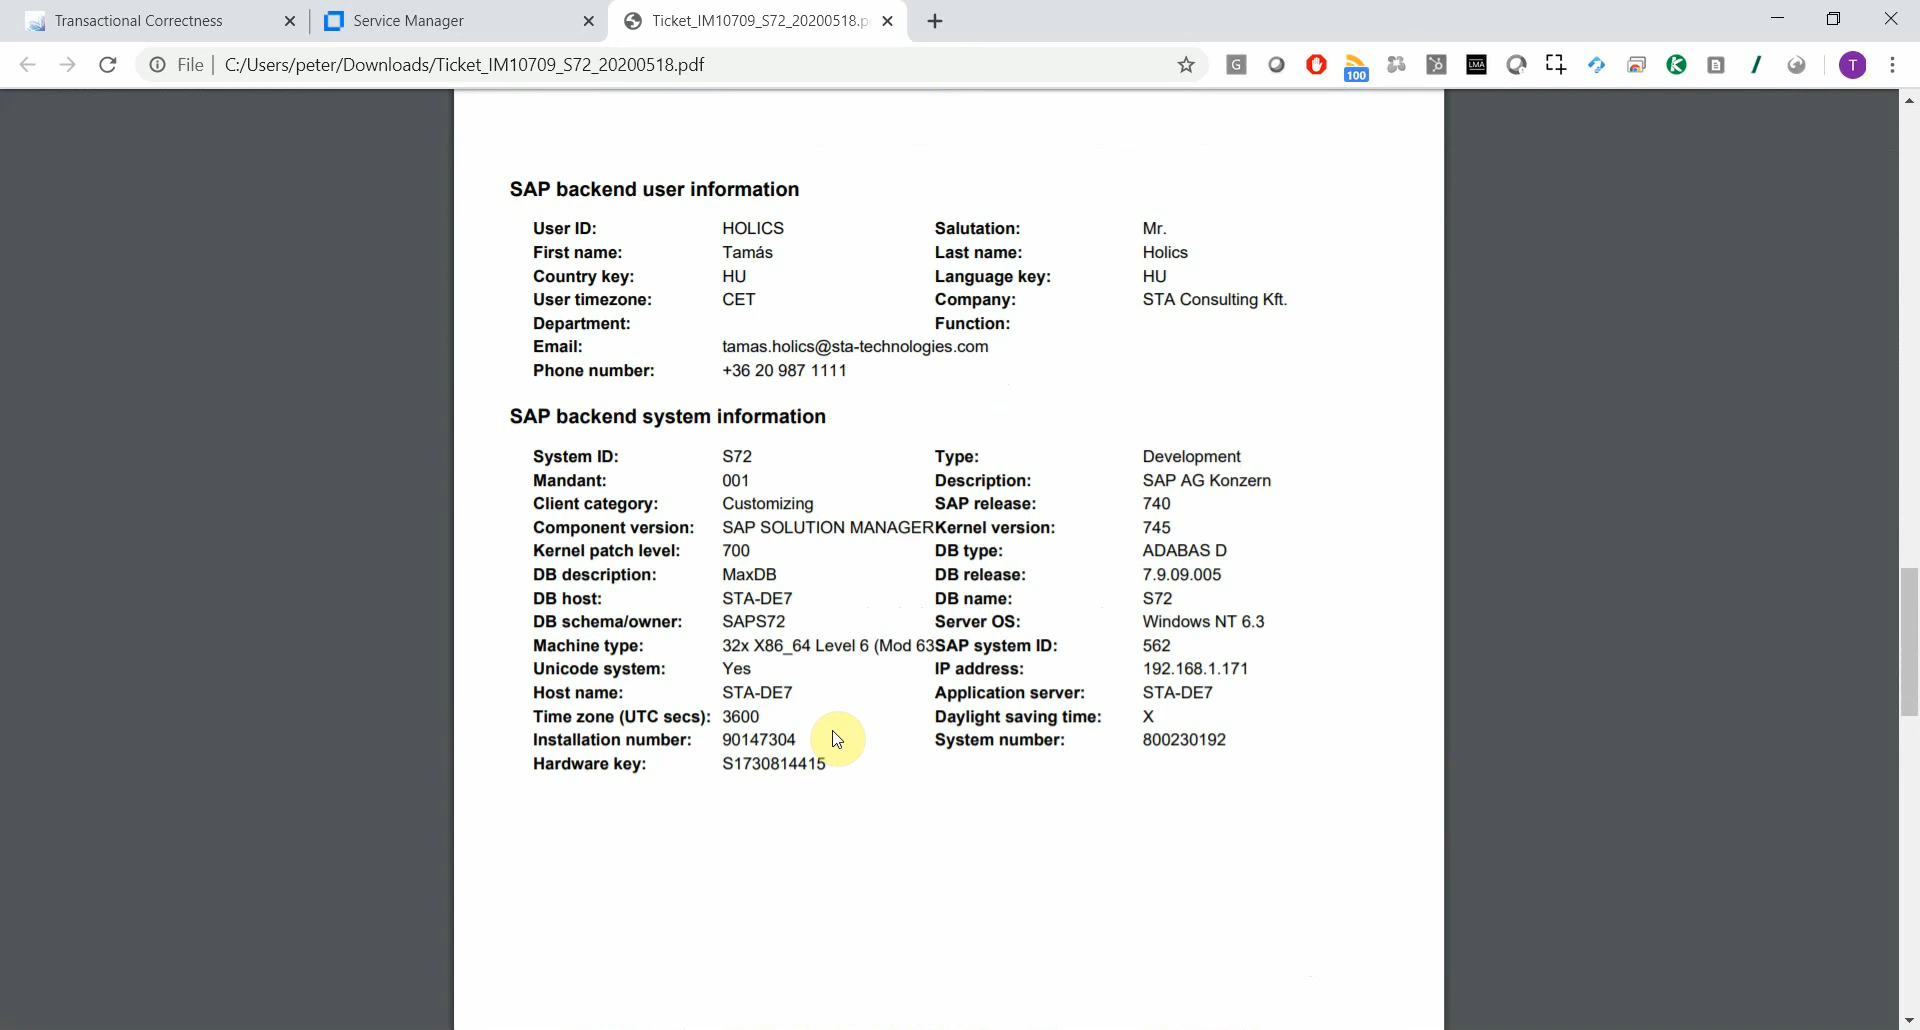 Transactional Correctness
Service Manager
Ticket_IM10709_S72_20200518.p
File | C:/Users/peter/Downloads/Ticket_IM10709_S72_20200518.pdf
G
100
LMA
T
SAP backend user information
User ID: HOLICS Salutation: Mr.
First name: Tamás Last name: Holics
Country key: HU Language key: HU
User timezone: CET Company: STA Consulting Kft.
Department: Function:
Email: tamas.holics@sta-technologies.com
Phone number: +36 20 987 1111
SAP backend system information
System ID: S72 Type: Development
Mandant: 001 Description: SAP AG Konzern
Client category: Customizing SAP release: 740
Component version: SAP SOLUTION MANAGER Kernel version: 745
Kernel patch level: 700 DB type: ADABAS D
DB description: MaxDB DB release: 7.9.09.005
DB host: STA-DE7 DB name: S72
DB schema/owner: SAPS72 Server OS: Windows NT 6.3
Machine type: 32x X86_64 Level 6 (Mod 63 SAP system ID: 562
Unicode system: Yes IP address: 192.168.1.171
Host name: STA-DE7 Application server: STA-DE7
Time zone (UTC secs): 3600 Daylight saving time: X
Installation number: 90147304 System number: 800230192
Hardware key: S1730814415